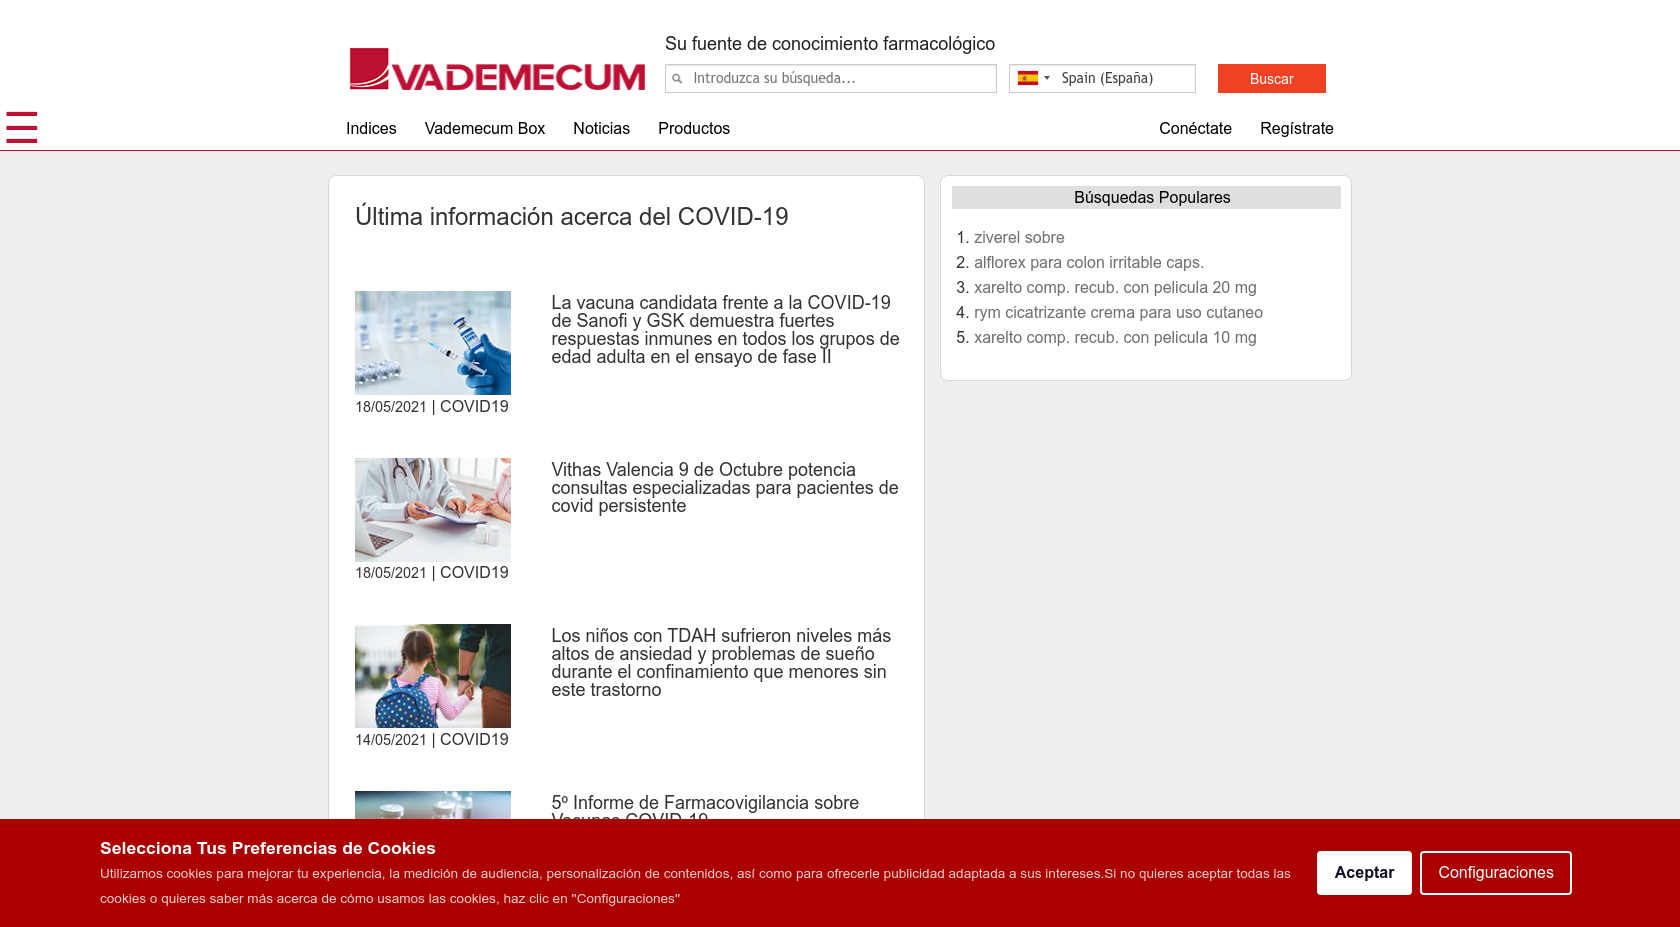 Su fuente de conocimiento farmacológico
VADEMECUM
Introduzca su búsqueda...
Spain (España)
Buscar
Indices
Vademecum Box
Noticias
Productos
Conéctate
Regístrate
Última información acerca del COVID-19
La vacuna candidata frente a la COVID-19
de Sanofi y GSK demuestra fuertes
respuestas inmunes en todos los grupos de
edad adulta en el ensayo de fase II
18/05/2021 | COVID19
Vithas Valencia 9 de Octubre potencia
consultas especializadas para pacientes de
covid persistente
18/05/2021 | COVID19
Los niños con TDAH sufrieron niveles más
altos de ansiedad y problemas de sueño
durante el confinamiento que menores sin
este trastorno
14/05/2021 | COVID19
5º Informe de Farmacovigilancia sobre
Vacunas COVID-19
Búsquedas Populares
1. ziverel sobre
2. alflorex para colon irritable caps.
3. xarelto comp. recub. con pelicula 20 mg
4. rym cicatrizante crema para uso cutaneo
5. xarelto comp. recub. con pelicula 10 mg
Selecciona Tus Preferencias de Cookies
Utilizamos cookies para mejorar tu experiencia, la medición de audiencia, personalización de contenidos, así como para ofrecerle publicidad adaptada a sus intereses.Si no quieres aceptar todas las
cookies o quieres saber más acerca de cómo usamos las cookies, haz clic en "Configuraciones"
Aceptar
Configuraciones